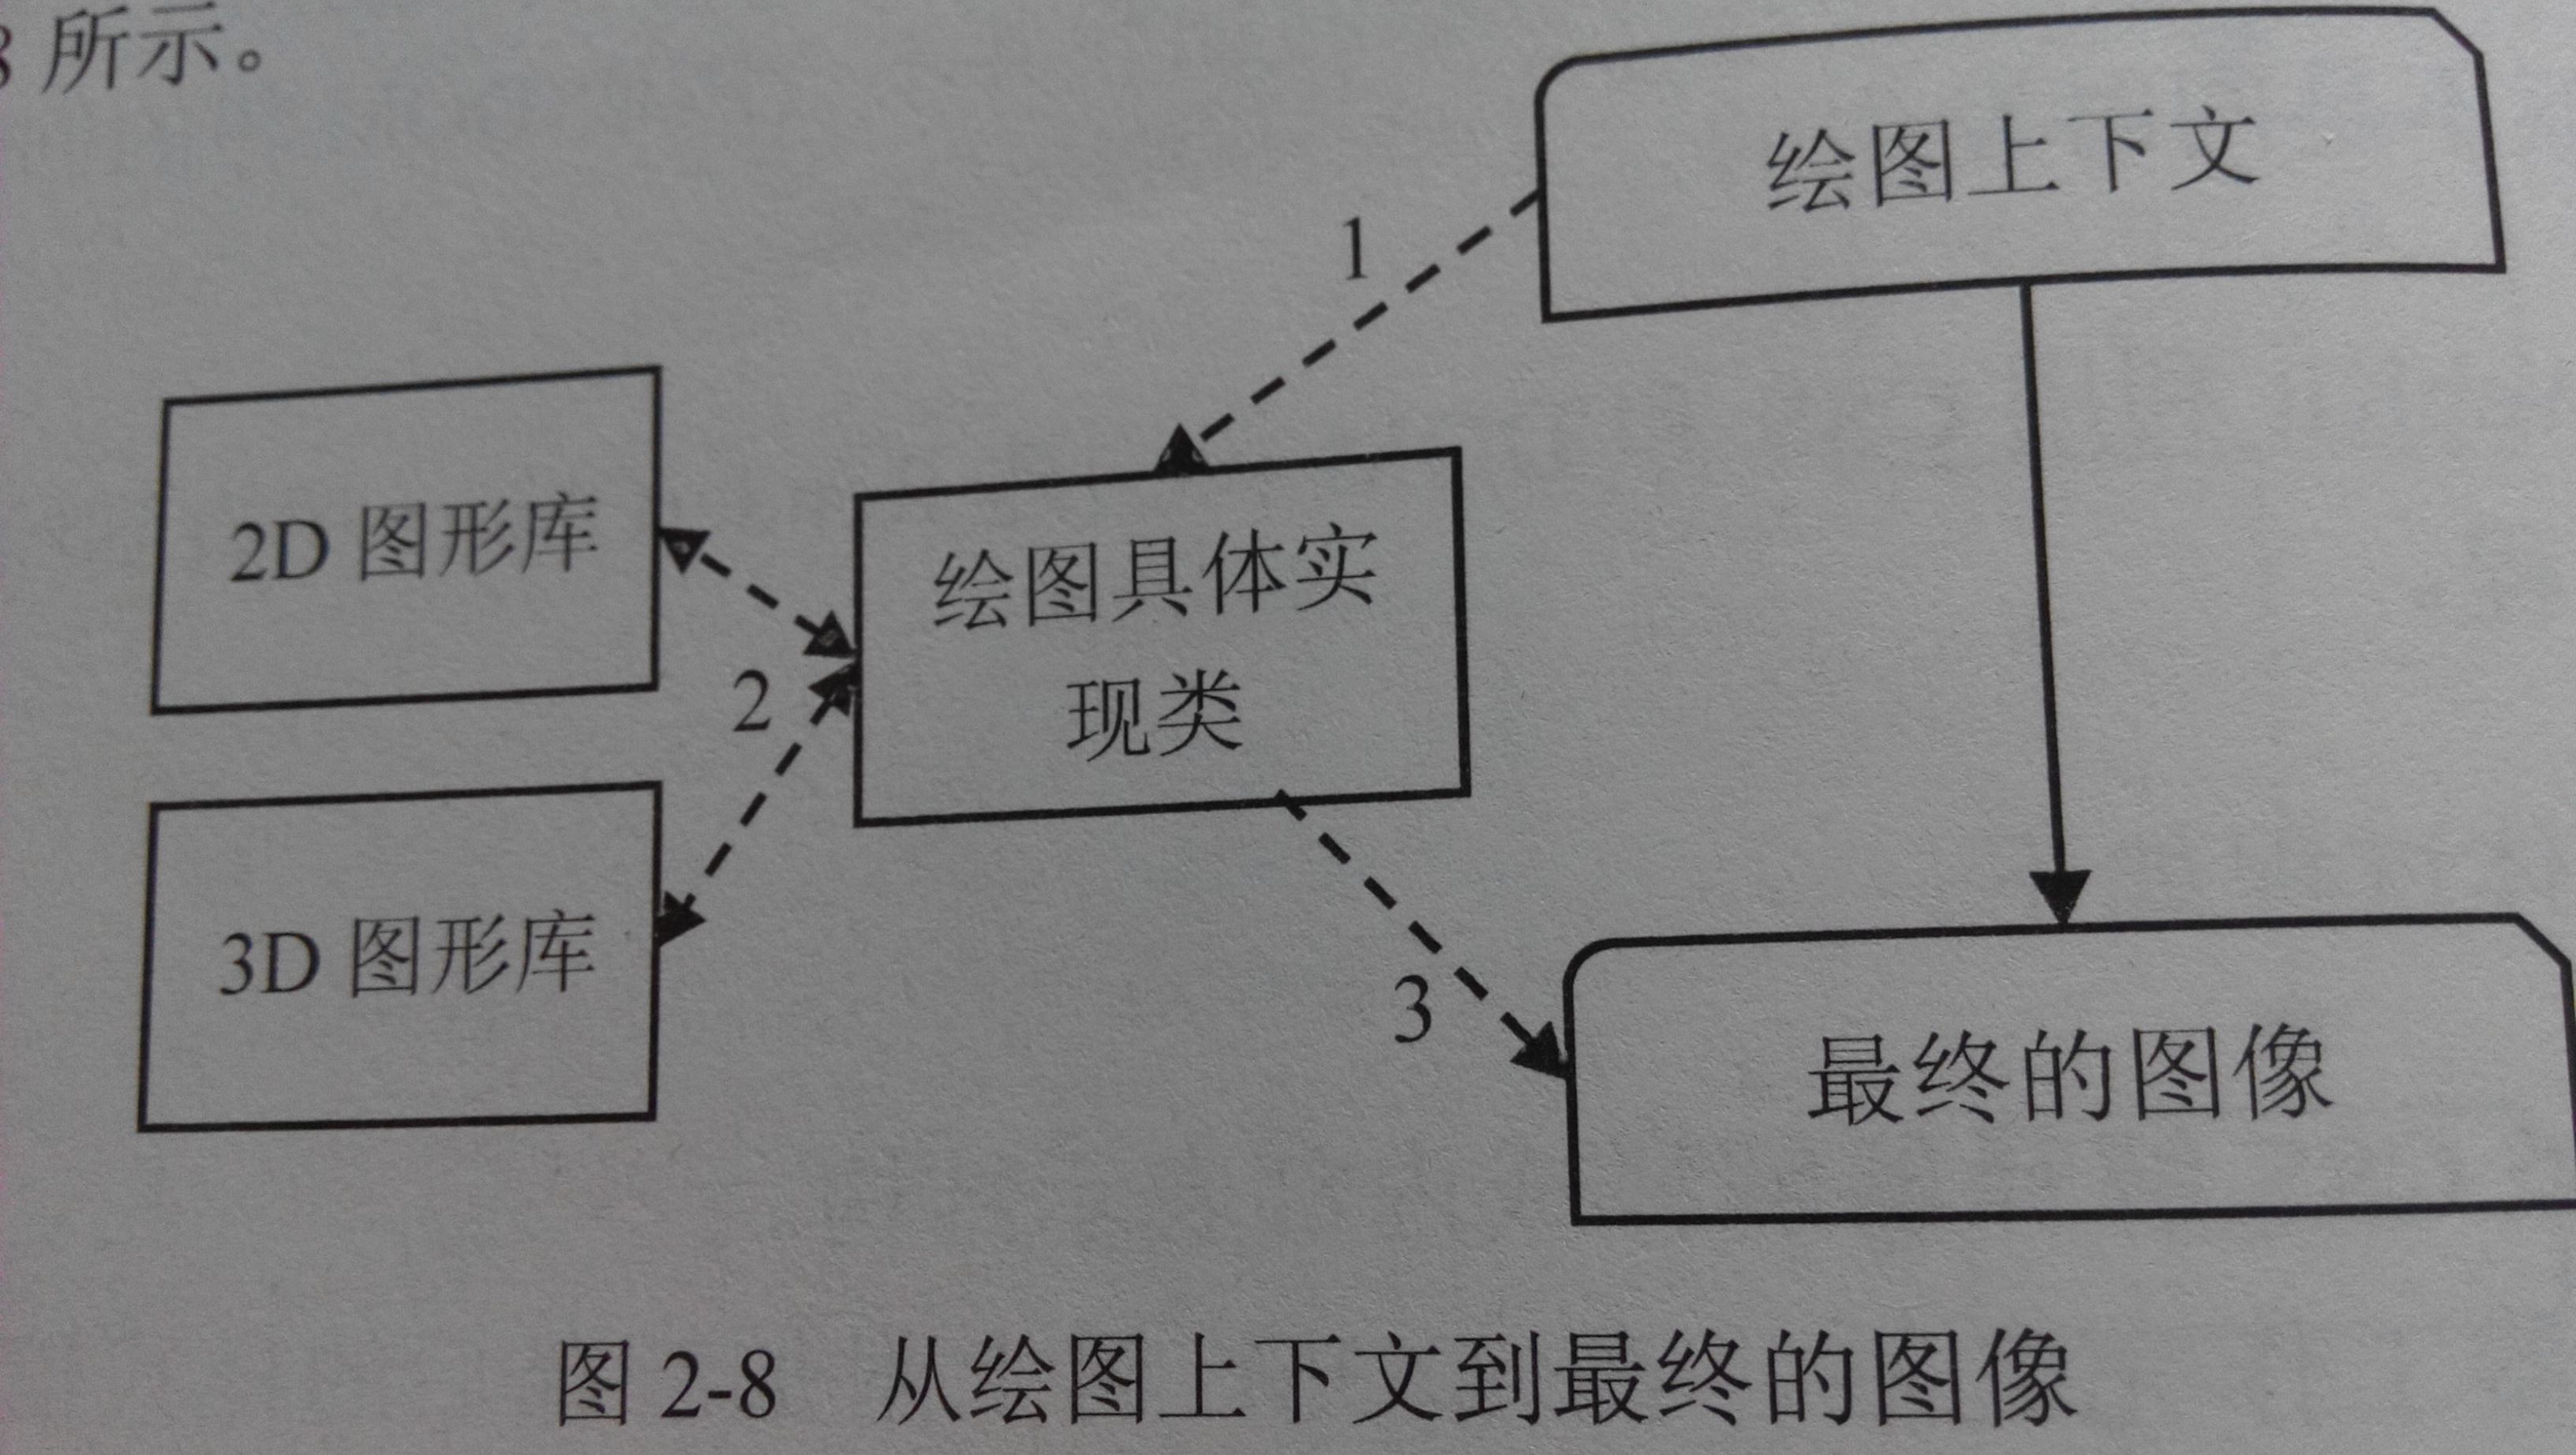 8 所示。
绘图上下文
1
2D 图形库
绘图具体实
现类
2
3D 图形库
3
最终的图像
图 2-8 从绘图上下文到最终的图像